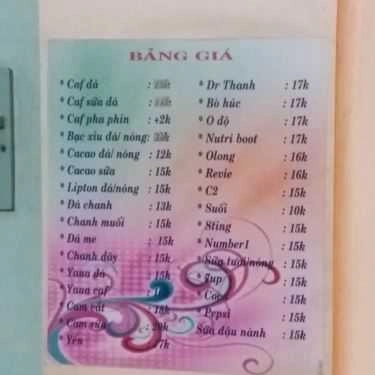 BẢNG GIÁ
* Caf đá :
* Caf sữa đá :
* Caf pha phin : +2k
* Bạc xỉu đá/ nóng:
* Cacao đá/ nóng : 12k
* Cacao sữa : 15k
* Lipton đá/nóng : 15k
* Đá chanh : 13k
* Chanh muối : 15k
* Đá me : 15k
* Chanh dây : 15k
* Yaua đá : 15k
* Yaua caf :
* Cam vắt :
* Cam sữa : 20k
* Yến : 7k
* Dr Thanh : 17k
* Bò húc : 17k
* O độ : 17k
* Nutri boot : 17k
* Olong : 16k
* Revie : 16k
* C2 : 15k
* Suối : 10k
* Sting : 15k
* Number1 : 15k
* Sữa tươi/nóng : 15k
* 7up : 15k
* Coca : 15k
* Pepsi : 15k
Sữa đậu nành : 15k